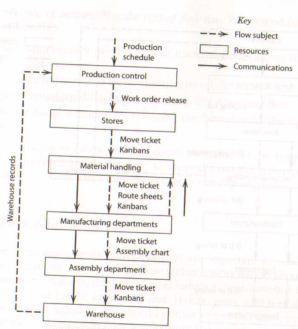 Key
Flow subject
Resources
Communications
Production
schedule
Production control
Work order release
Stores
Move ticket
Kanbans
Material handling
Move ticket
Route sheets
Kanbans
Manufacturing departments
Move ticket
Assembly chart
Assembly department
Move ticket
Kanbans
Warehouse
Warehouse records